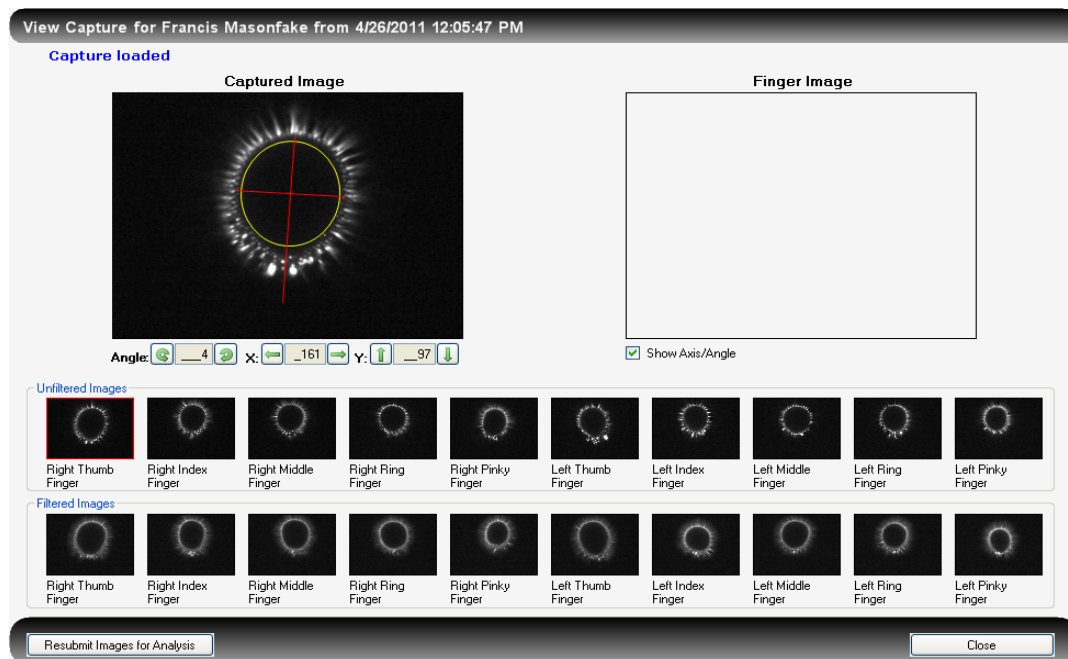 View Capture for Francis Masonfake from 4/26/2011 12:05:47 PM
Capture loaded
Captured Image
Finger Image
Angle: ___4 X: _161 Y: __97
Show Axis/Angle
Unfiltered Images
Right Thumb Finger
Right Index Finger
Right Middle Finger
Right Ring Finger
Right Pinky Finger
Left Thumb Finger
Left Index Finger
Left Middle Finger
Left Ring Finger
Left Pinky Finger
Filtered Images
Right Thumb Finger
Right Index Finger
Right Middle Finger
Right Ring Finger
Right Pinky Finger
Left Thumb Finger
Left Index Finger
Left Middle Finger
Left Ring Finger
Left Pinky Finger
Resubmit Images for Analysis
Close